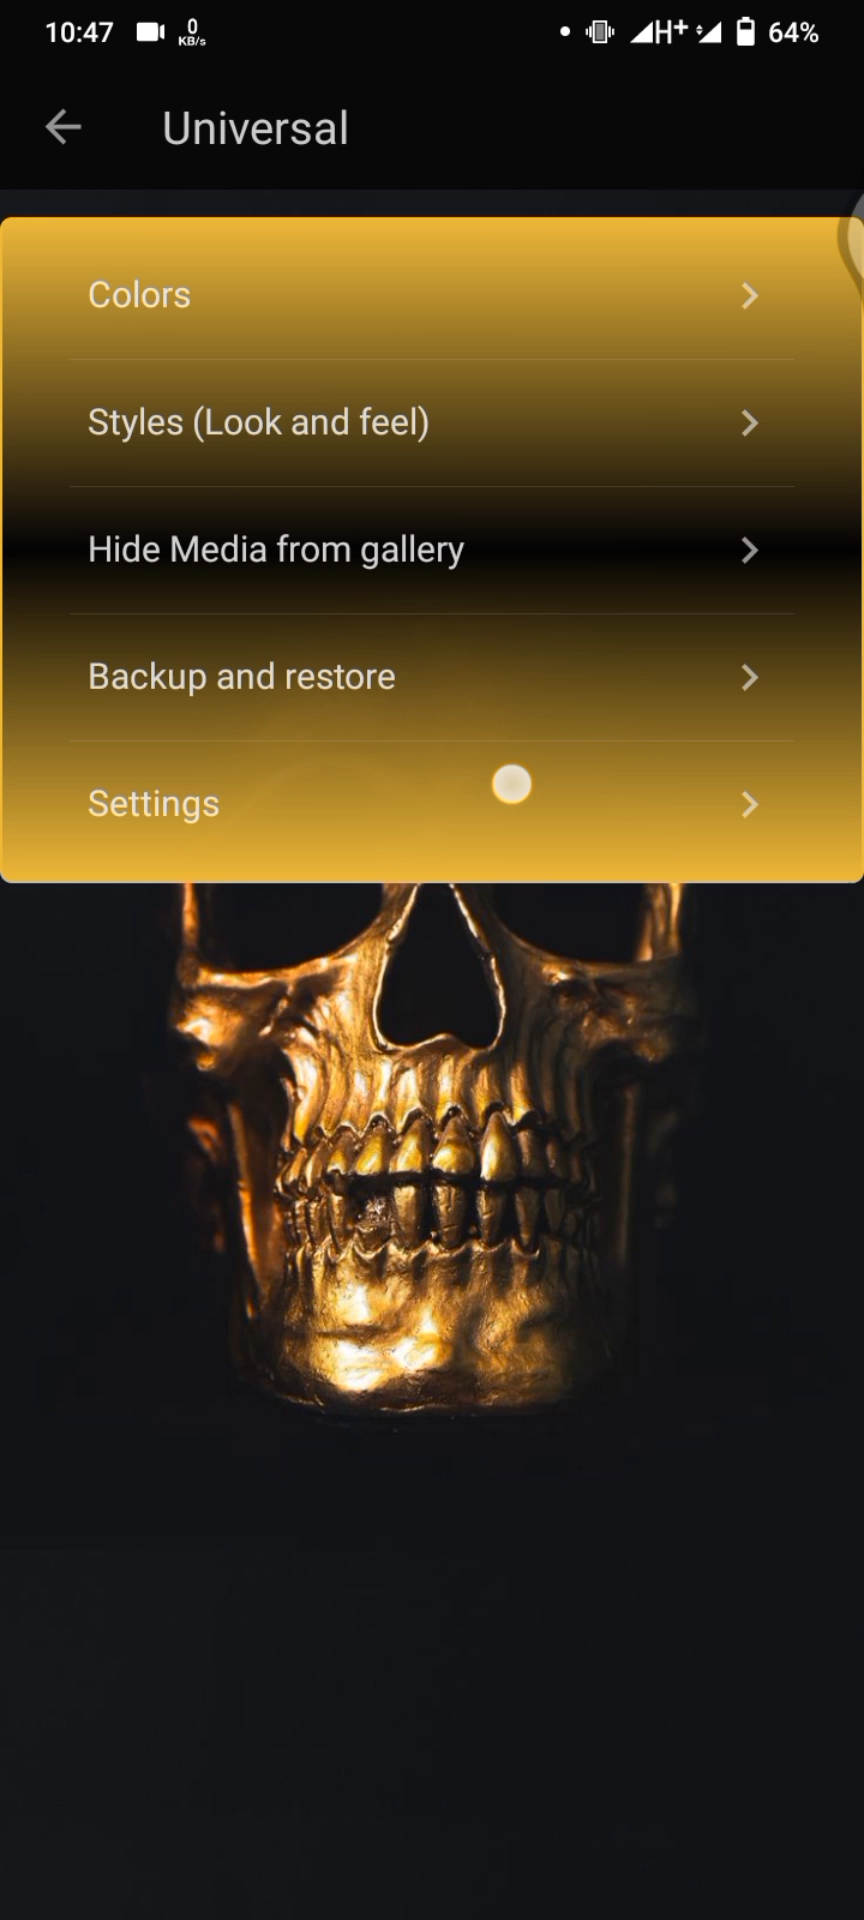 10:47 0 KB/s H+ 64%
Universal
Colors
Styles (Look and feel)
Hide Media from gallery
Backup and restore
Settings